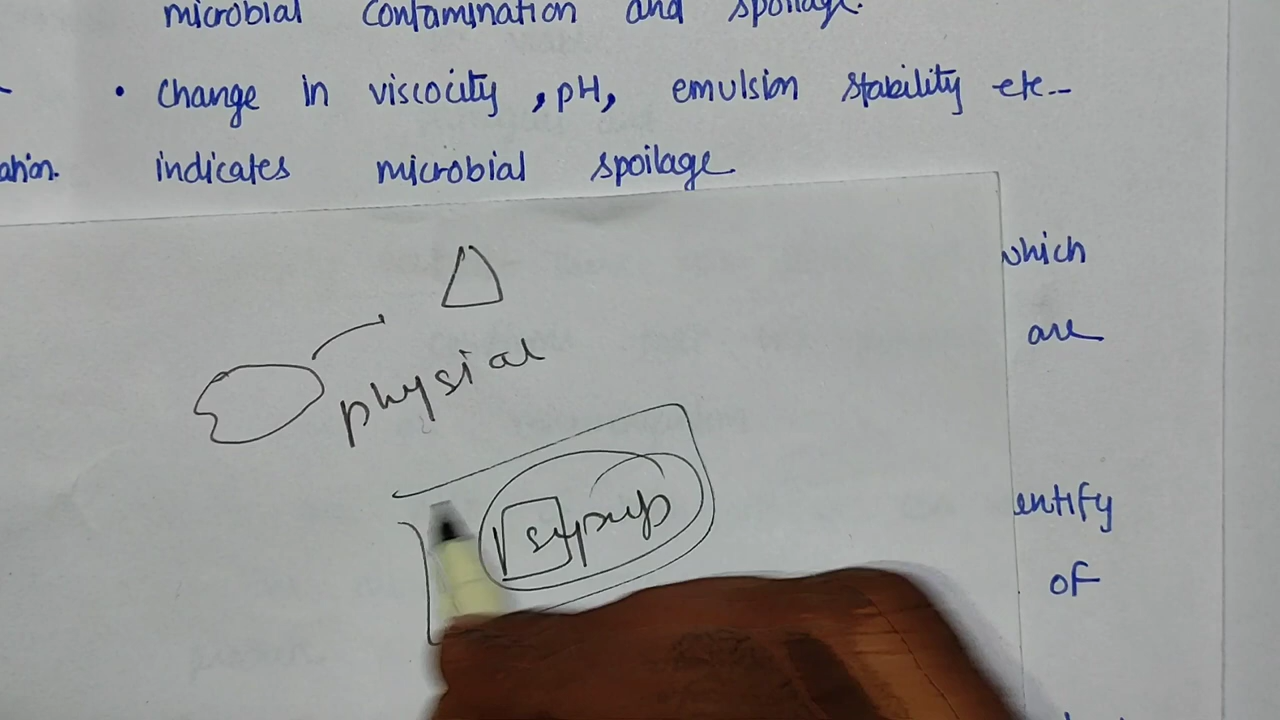 microbial contamination and spoilage.
• change in viscocity , pH, emulsion stability etc..
ation. indicates microbial spoilage
which
are
physial
entify
of